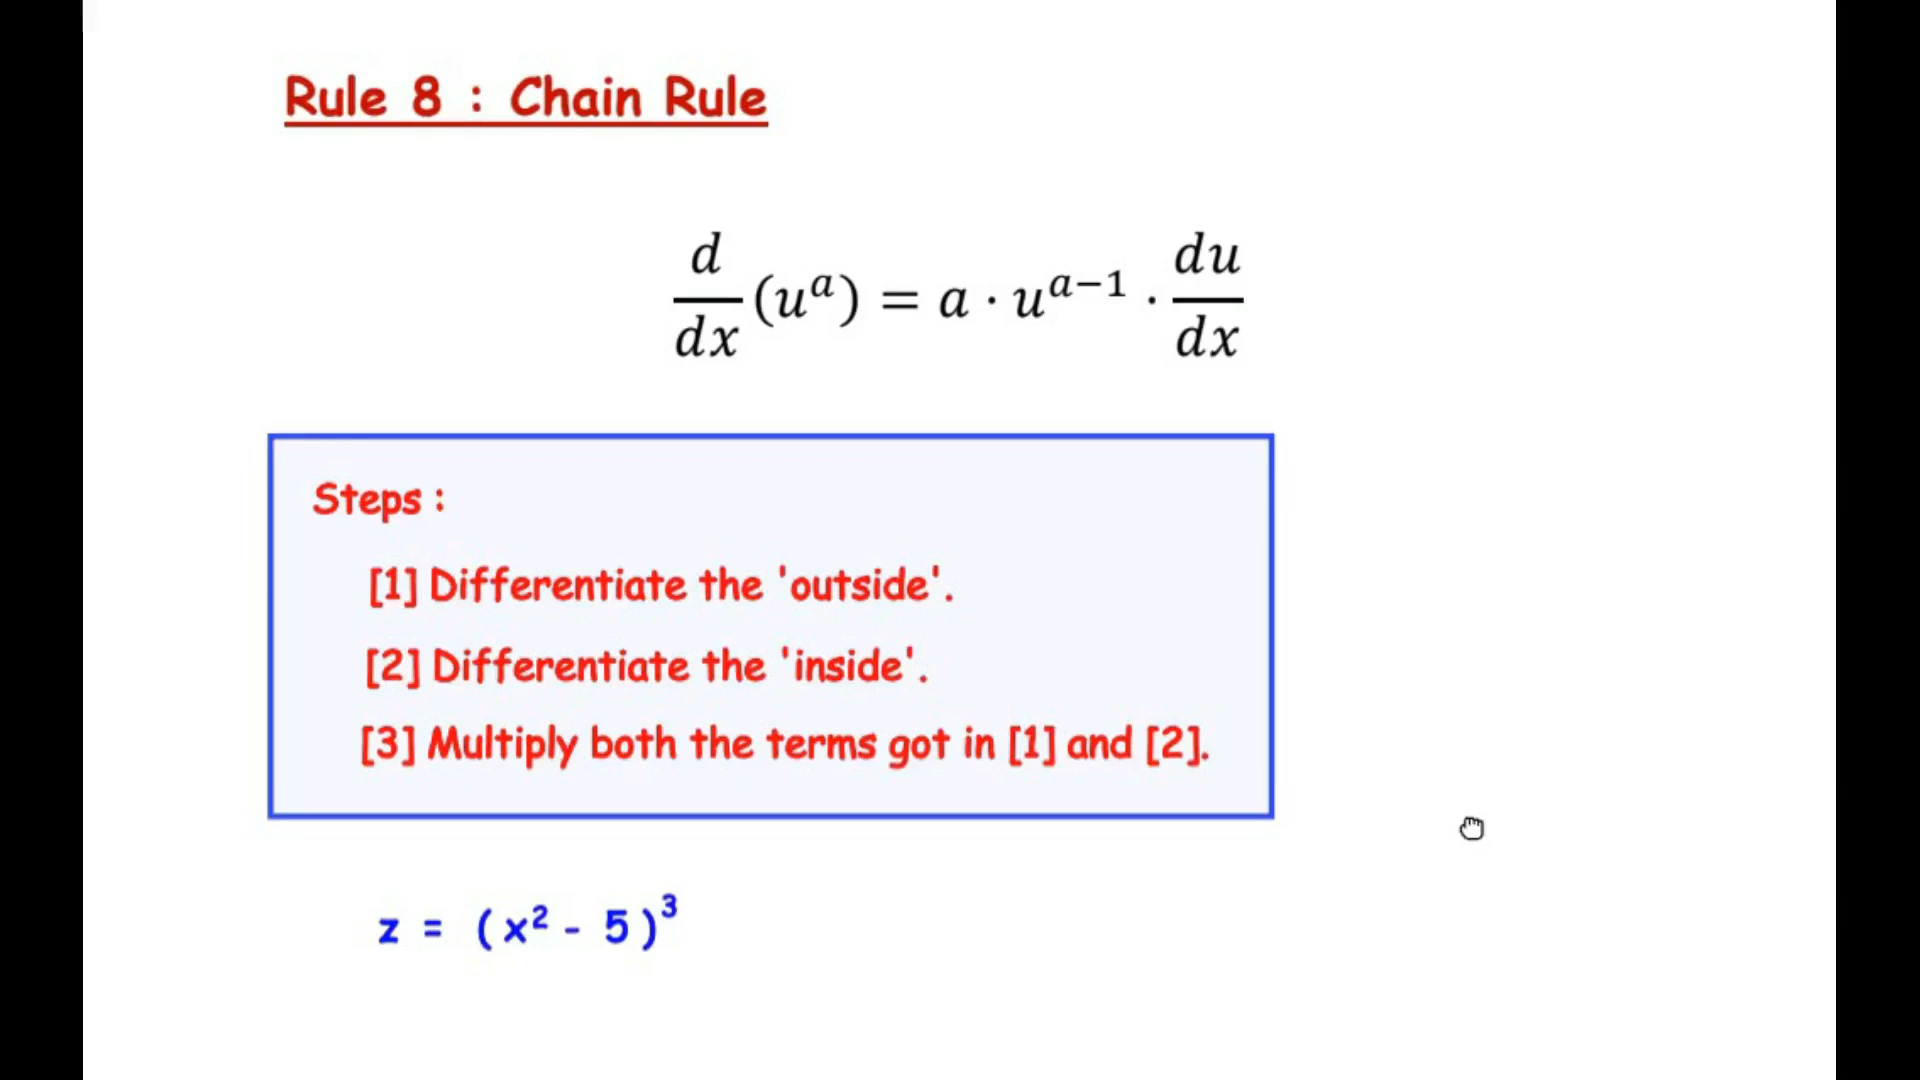 Rule 8 : Chain Rule
d/dx (u^a) = a · u^(a−1) · du/dx
Steps :
[1] Differentiate the 'outside'.
[2] Differentiate the 'inside'.
[3] Multiply both the terms got in [1] and [2].
z = ( x² - 5 )³